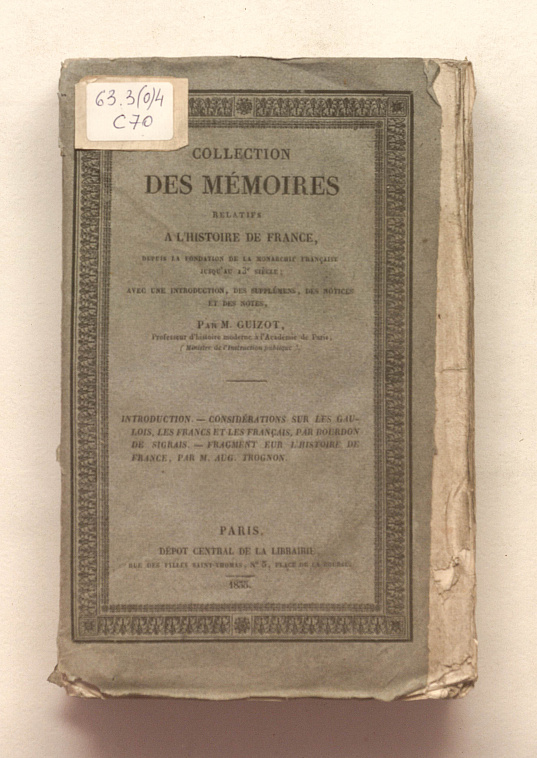 63.3(0)4
C70
COLLECTION
DES MÉMOIRES
RELATIFS
A L'HISTOIRE DE FRANCE,
DEPUIS LA FONDATION DE LA MONARCHIE FRANÇAISE
JUSQU'AU 13e SIÈCLE;
AVEC UNE INTRODUCTION, DES SUPPLÉMENS, DES NOTICES
ET DES NOTES,
PAR M. GUIZOT,
Professeur d'histoire moderne à l'Académie de Paris,
(Ministre de l'Instruction publique).
INTRODUCTION. — CONSIDÉRATIONS SUR LES GAU-
LOIS, LES FRANCS ET LES FRANÇAIS, PAR BOURDON
DE SIGRAIS. — FRAGMENT SUR L'HISTOIRE DE
FRANCE, PAR M. AUG. TROGNON.
PARIS,
DÉPOT CENTRAL DE LA LIBRAIRIE,
RUE DES FILLES SAINT-THOMAS, N° 5, PLACE DE LA BOURSE.
1835.